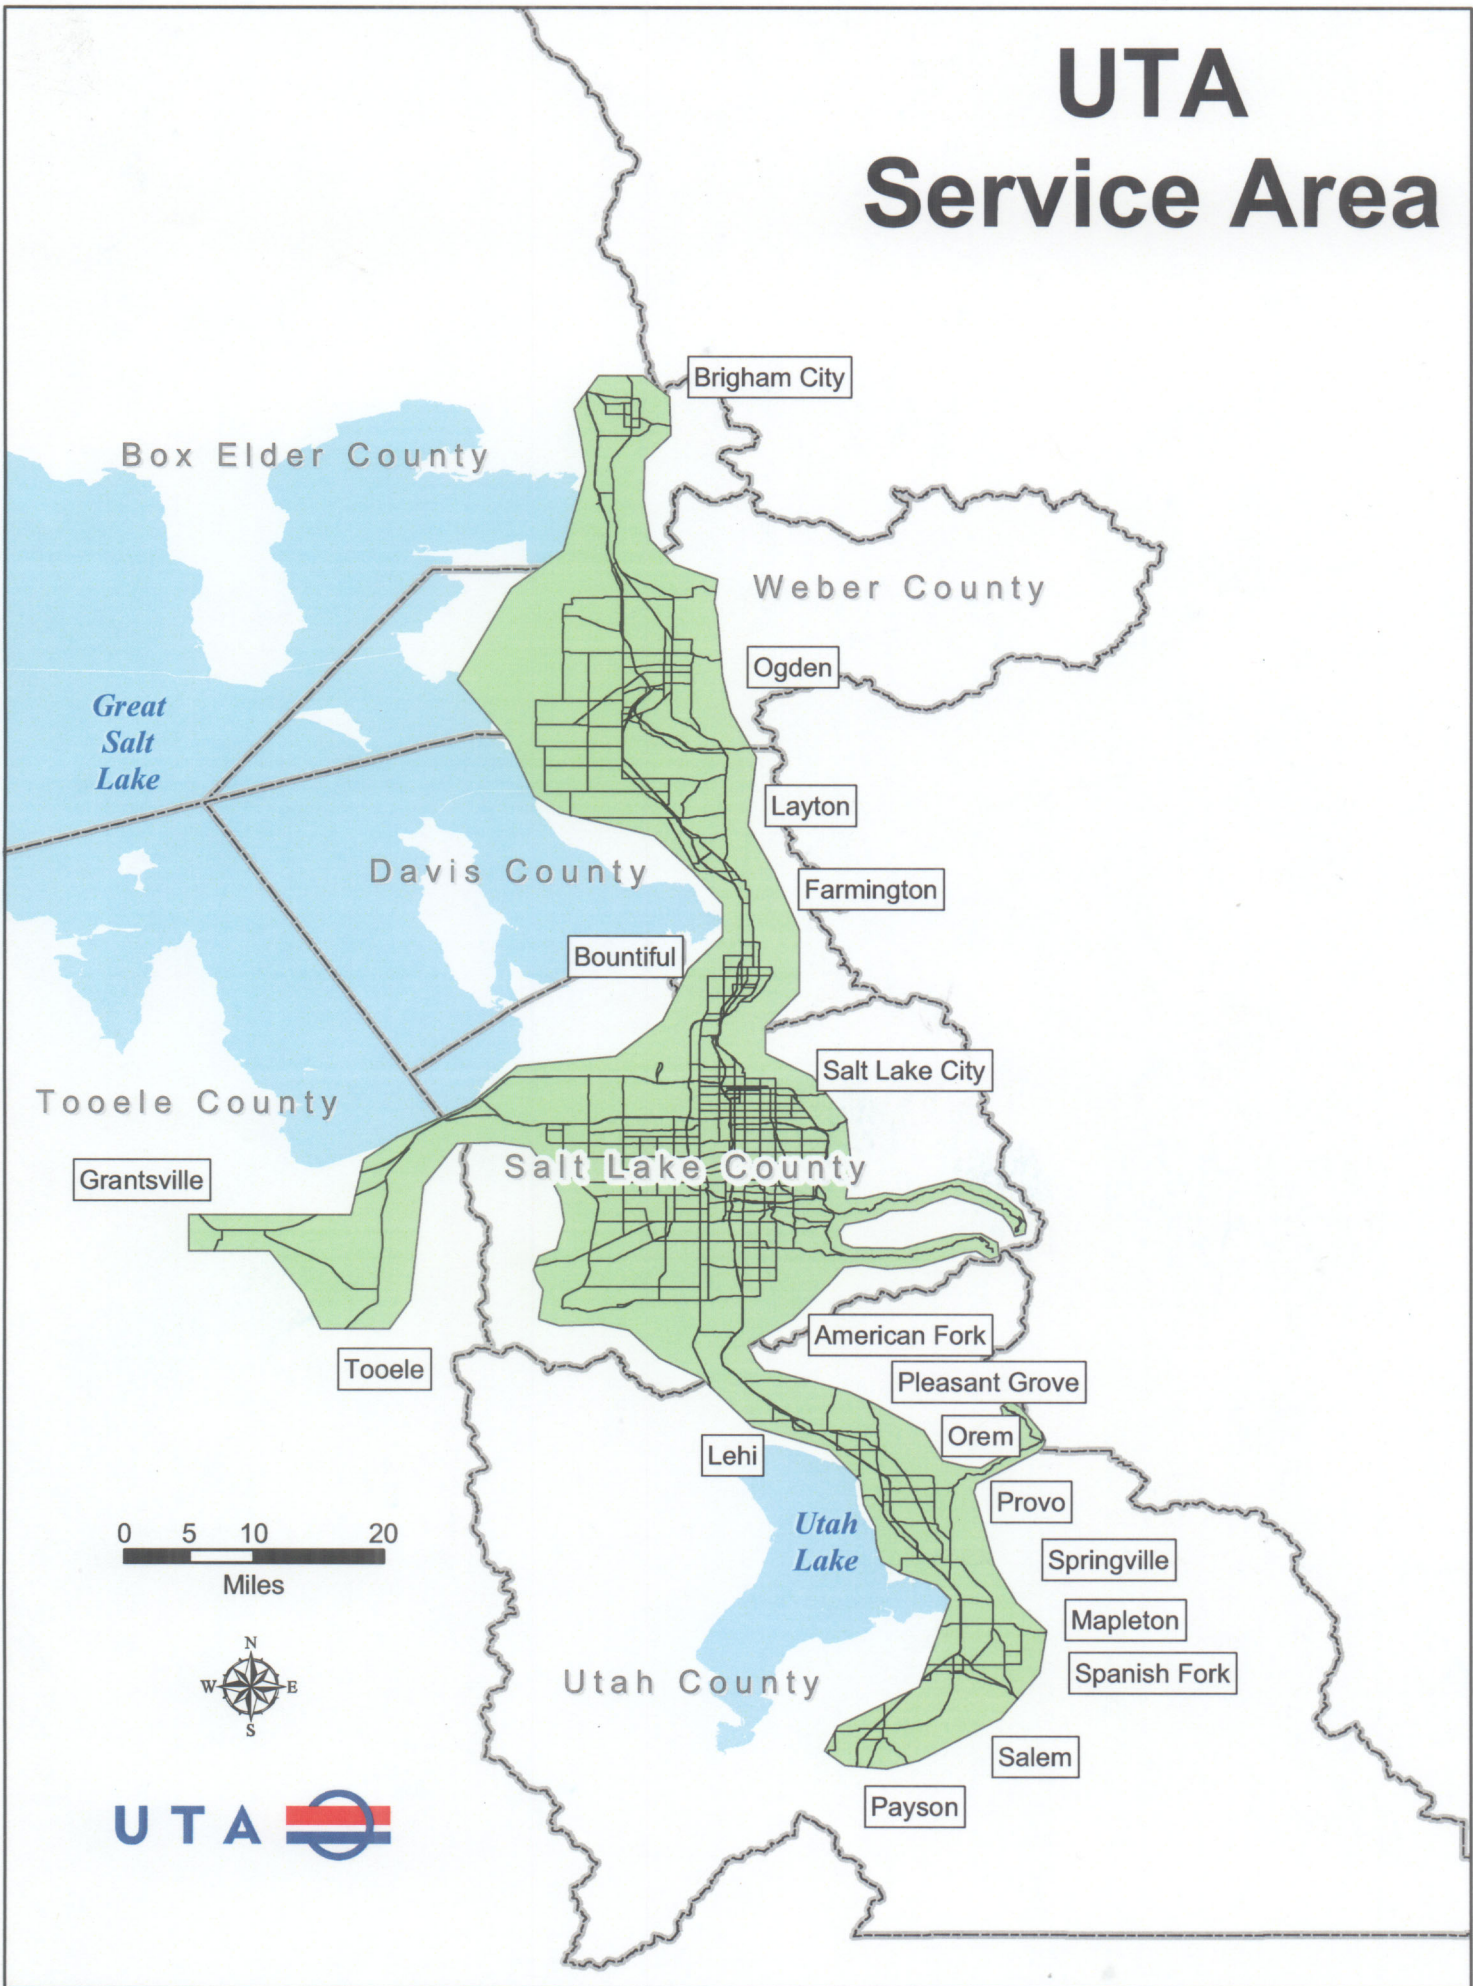 UTA
Service Area
Brigham City
Box Elder County
Weber County
Ogden
Great
Salt
Lake
Layton
Davis County
Farmington
Bountiful
Salt Lake City
Tooele County
Salt Lake County
Grantsville
American Fork
Tooele
Pleasant Grove
Orem
Lehi
Provo
Utah
Lake
0 5 10 20
Miles
Springville
Mapleton
Spanish Fork
Utah County
N
W E
S
Salem
Payson
UTA